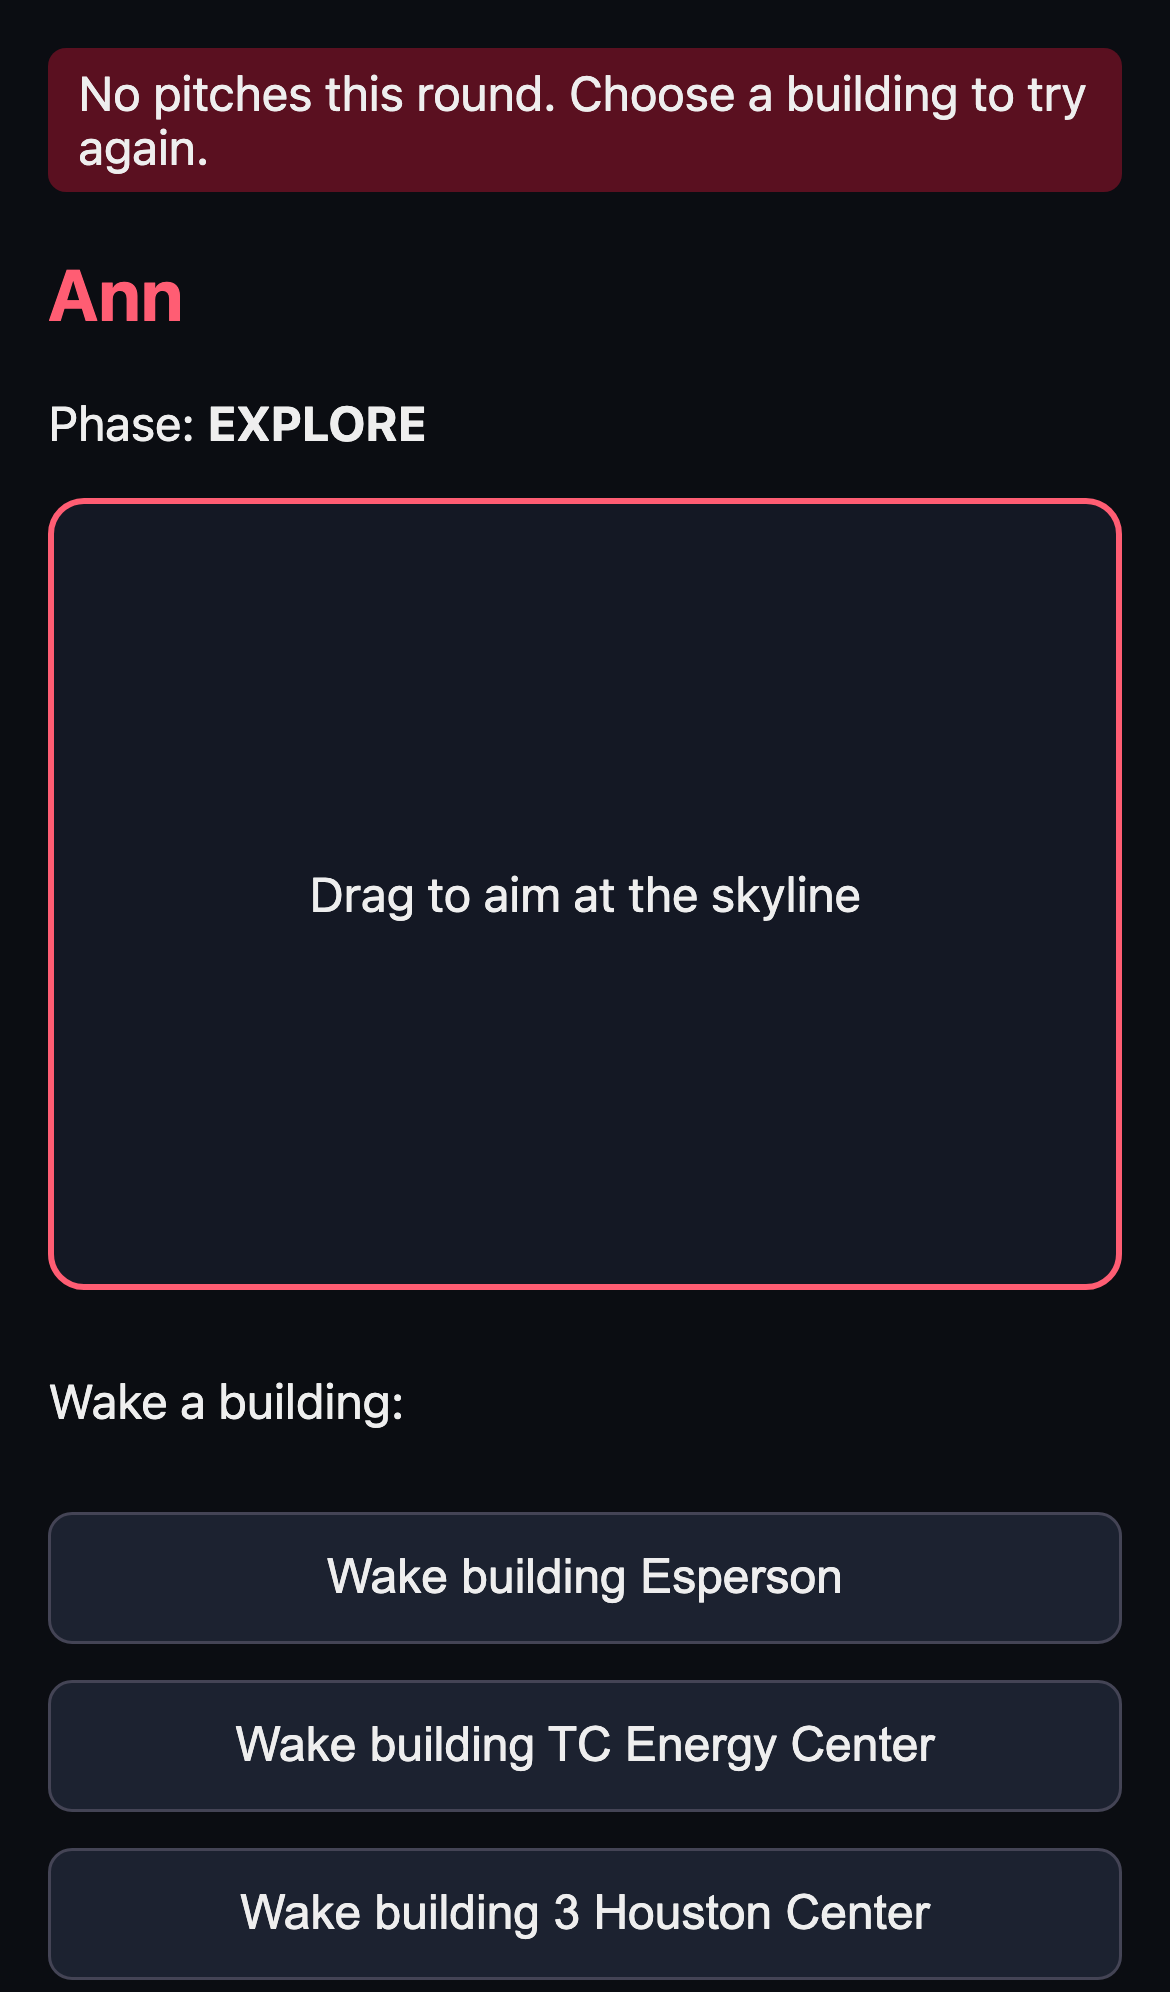 No pitches this round. Choose a building to try
again.
Ann
Phase: EXPLORE
Drag to aim at the skyline
Wake a building:
Wake building Esperson
Wake building TC Energy Center
Wake building 3 Houston Center